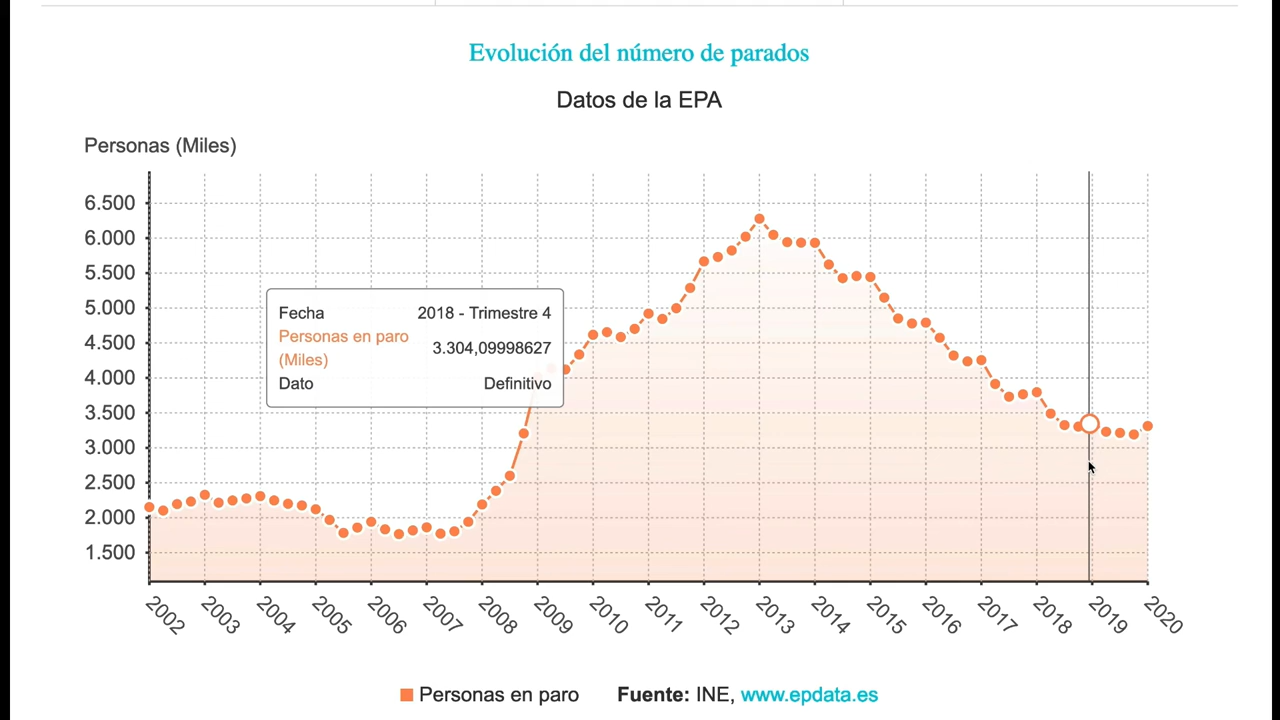 Evolución del número de parados
Datos de la EPA
Personas (Miles)
6.500
6.000
5.500
5.000
4.500
4.000
3.500
3.000
2.500
2.000
1.500
Fecha 2018 - Trimestre 4
Personas en paro
(Miles) 3.304,09998627
Dato Definitivo
2002 2003 2004 2005 2006 2007 2008 2009 2010 2011 2012 2013 2014 2015 2016 2017 2018 2019 2020
Personas en paro Fuente: INE, www.epdata.es